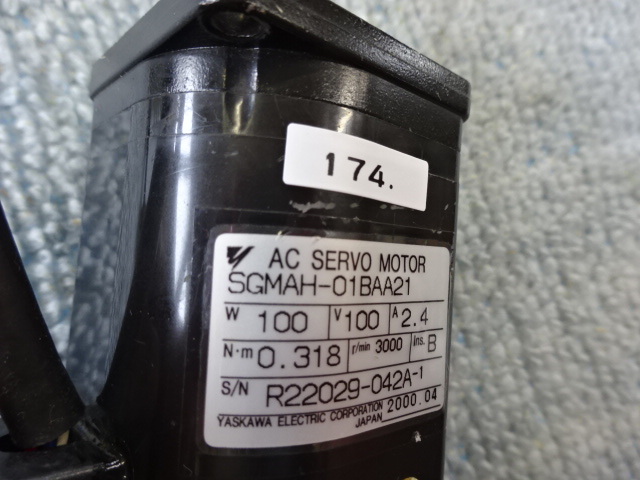 174.
AC SERVO MOTOR
SGMAH-01BAA21
W 100 V 100 A 2.4
N·m 0.318 r/min 3000 Ins. B
S/N R22029-042A-1
YASKAWA ELECTRIC CORPORATION 2000.04
JAPAN